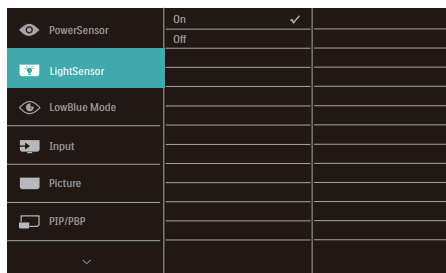 PowerSensor
On
Off
LightSensor
LowBlue Mode
Input
Picture
PIP/PBP